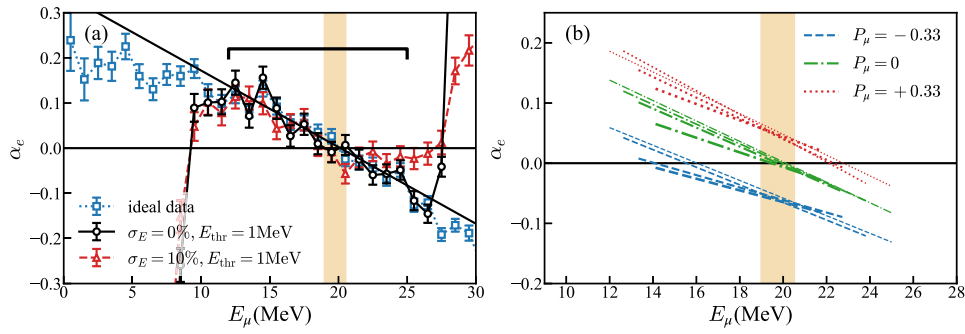 (a)
α_e
0.3
0.2
0.1
0.0
−0.1
−0.2
−0.3
ideal data
σ_E = 0%, E_thr = 1MeV
σ_E = 10%, E_thr = 1MeV
0 5 10 15 20 25 30
E_μ(MeV)
(b)
α_e
0.2
0.1
0.0
−0.1
−0.2
P_μ = − 0.33
P_μ = 0
P_μ = + 0.33
10 12 14 16 18 20 22 24 26 28
E_μ(MeV)